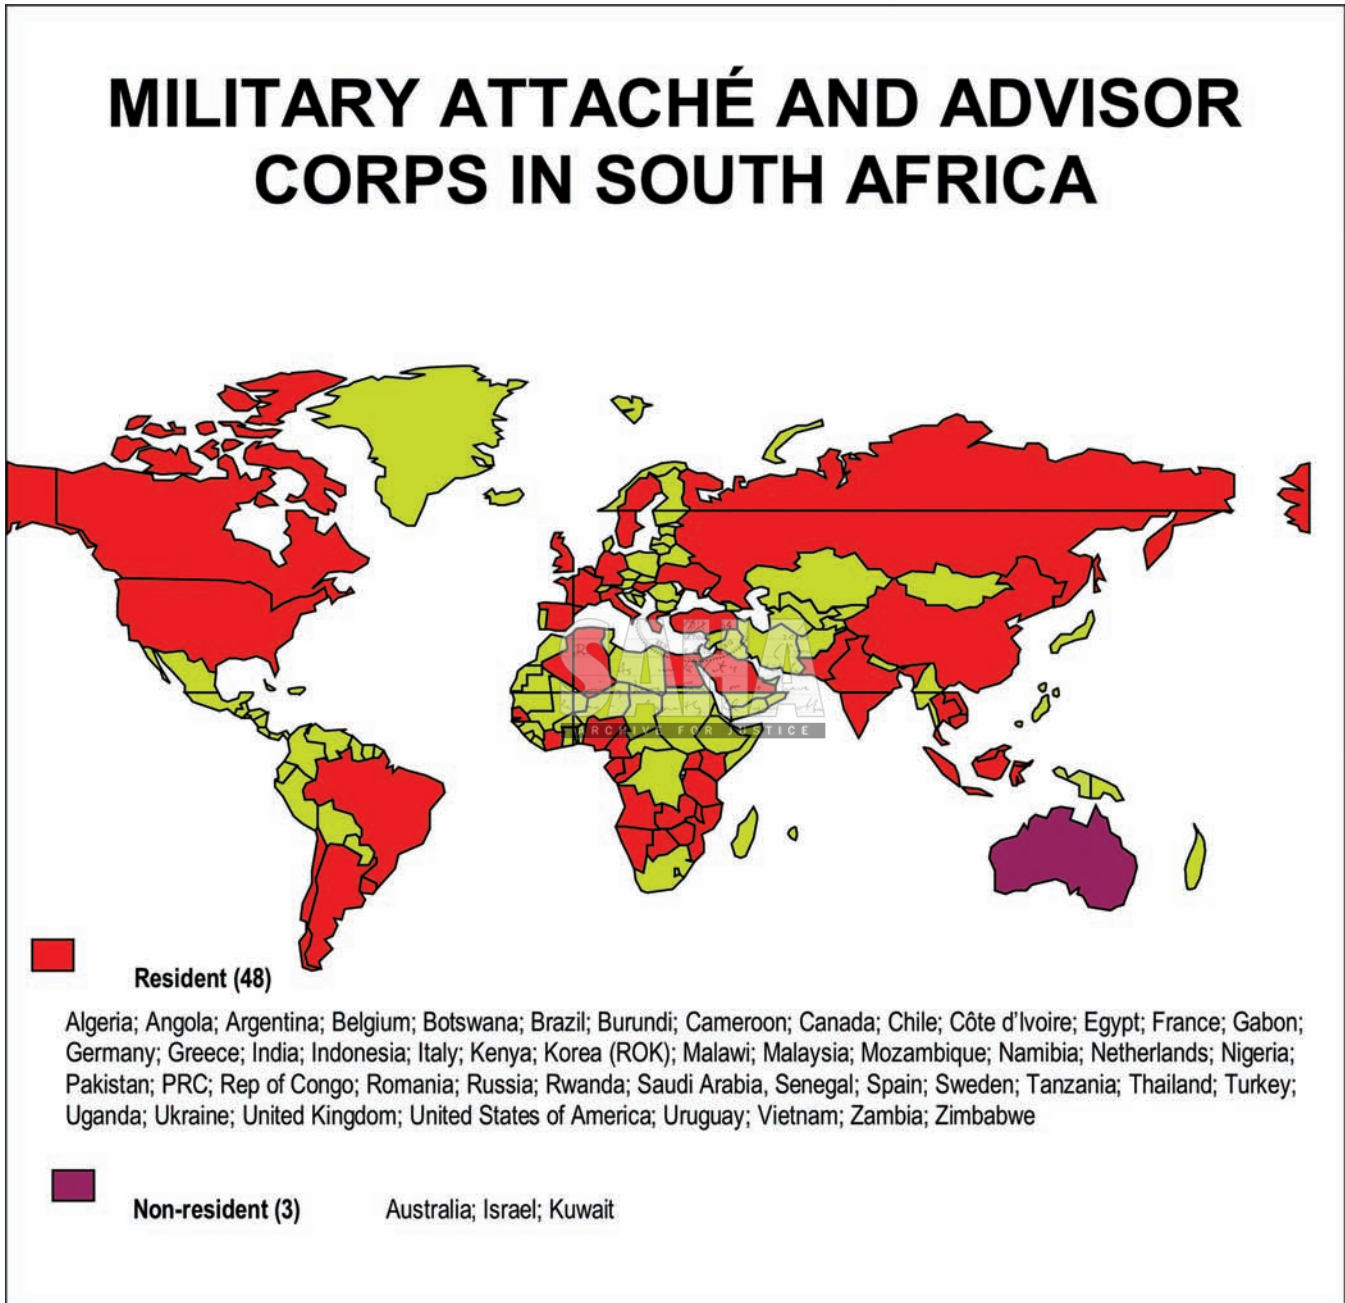 MILITARY ATTACHÉ AND ADVISOR
CORPS IN SOUTH AFRICA
SAHA
ARCHIVE FOR JUSTICE
Resident (48)
Algeria; Angola; Argentina; Belgium; Botswana; Brazil; Burundi; Cameroon; Canada; Chile; Côte d'Ivoire; Egypt; France; Gabon;
Germany; Greece; India; Indonesia; Italy; Kenya; Korea (ROK); Malawi; Malaysia; Mozambique; Namibia; Netherlands; Nigeria;
Pakistan; PRC; Rep of Congo; Romania; Russia; Rwanda; Saudi Arabia, Senegal; Spain; Sweden; Tanzania; Thailand; Turkey;
Uganda; Ukraine; United Kingdom; United States of America; Uruguay; Vietnam; Zambia; Zimbabwe
Non-resident (3) Australia; Israel; Kuwait